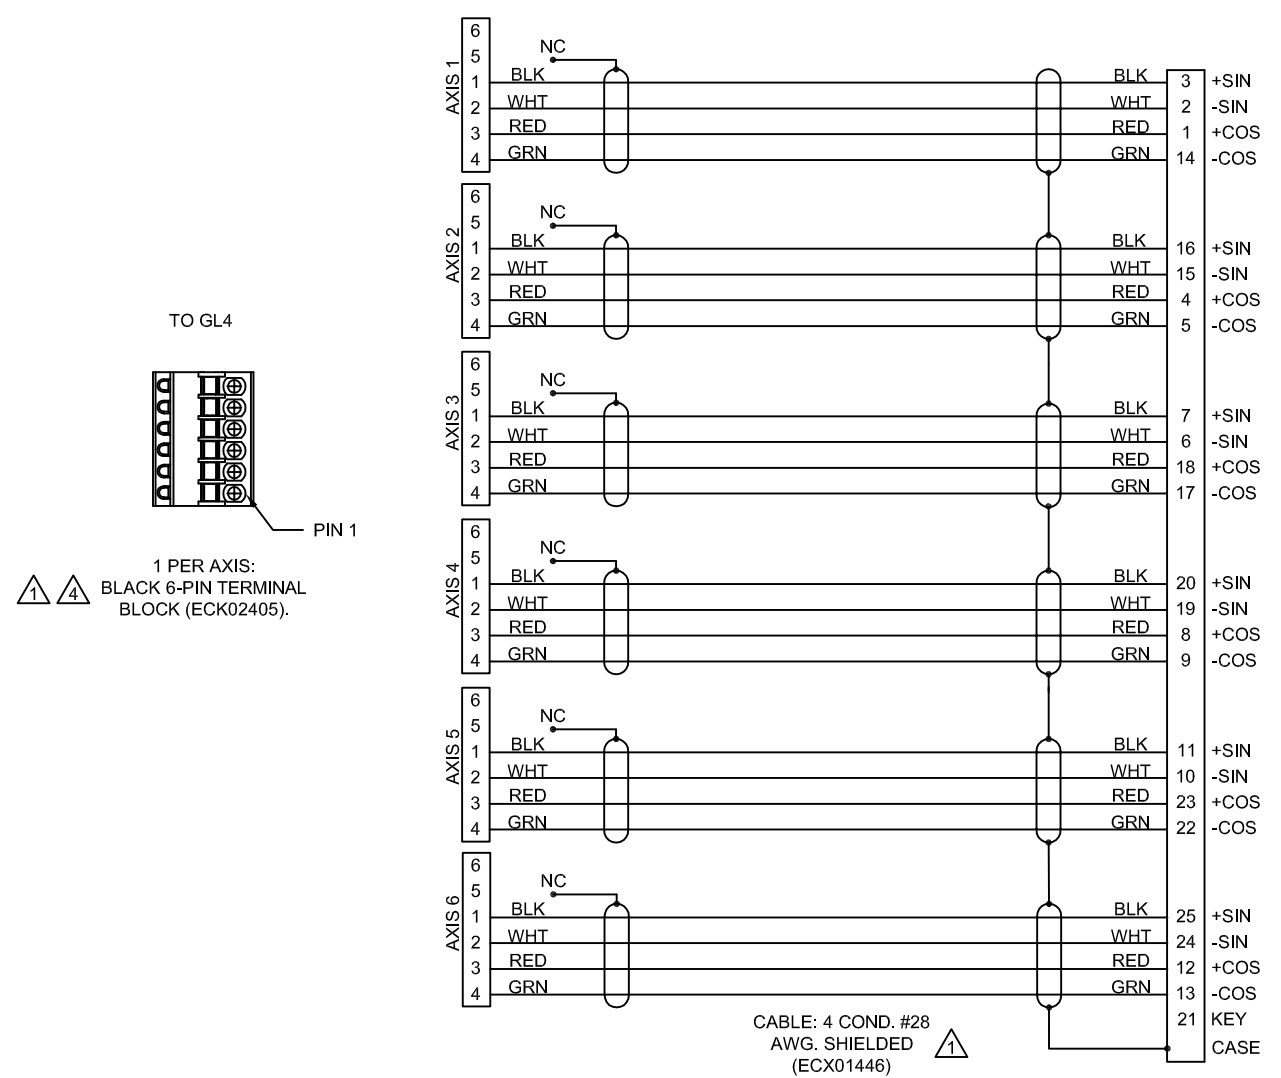 TO GL4
PIN 1
1 PER AXIS:
BLACK 6-PIN TERMINAL
BLOCK (ECK02405).
1 4
AXIS 1
6
5 NC
1 BLK BLK 3 +SIN
2 WHT WHT 2 -SIN
3 RED RED 1 +COS
4 GRN GRN 14 -COS
AXIS 2
6
5 NC
1 BLK BLK 16 +SIN
2 WHT WHT 15 -SIN
3 RED RED 4 +COS
4 GRN GRN 5 -COS
AXIS 3
6
5 NC
1 BLK BLK 7 +SIN
2 WHT WHT 6 -SIN
3 RED RED 18 +COS
4 GRN GRN 17 -COS
AXIS 4
6
5 NC
1 BLK BLK 20 +SIN
2 WHT WHT 19 -SIN
3 RED RED 8 +COS
4 GRN GRN 9 -COS
AXIS 5
6
5 NC
1 BLK BLK 11 +SIN
2 WHT WHT 10 -SIN
3 RED RED 23 +COS
4 GRN GRN 22 -COS
AXIS 6
6
5 NC
1 BLK BLK 25 +SIN
2 WHT WHT 24 -SIN
3 RED RED 12 +COS
4 GRN GRN 13 -COS
21 KEY
CASE
CABLE: 4 COND. #28
AWG. SHIELDED
(ECX01446)
1